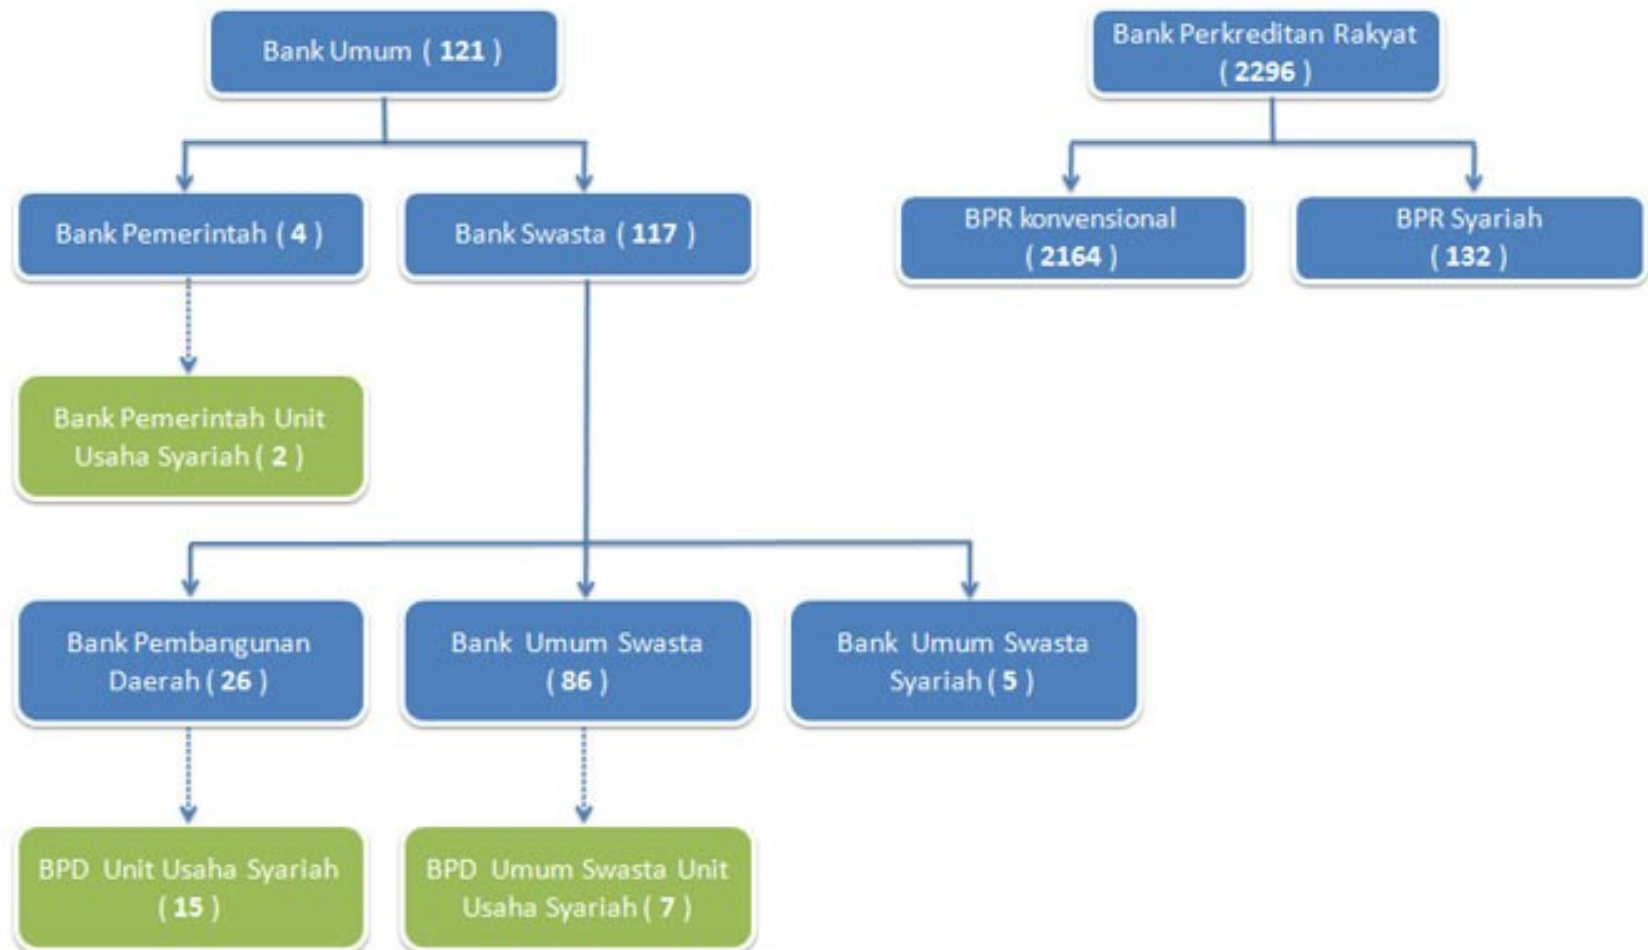 Bank Umum ( 121 )
Bank Perkreditan Rakyat
( 2296 )
Bank Pemerintah ( 4 )
Bank Swasta ( 117 )
BPR konvensional
( 2164 )
BPR Syariah
( 132 )
Bank Pemerintah Unit
Usaha Syariah ( 2 )
Bank Pembangunan
Daerah ( 26 )
Bank Umum Swasta
( 86 )
Bank Umum Swasta
Syariah ( 5 )
BPD Unit Usaha Syariah
( 15 )
BPD Umum Swasta Unit
Usaha Syariah ( 7 )